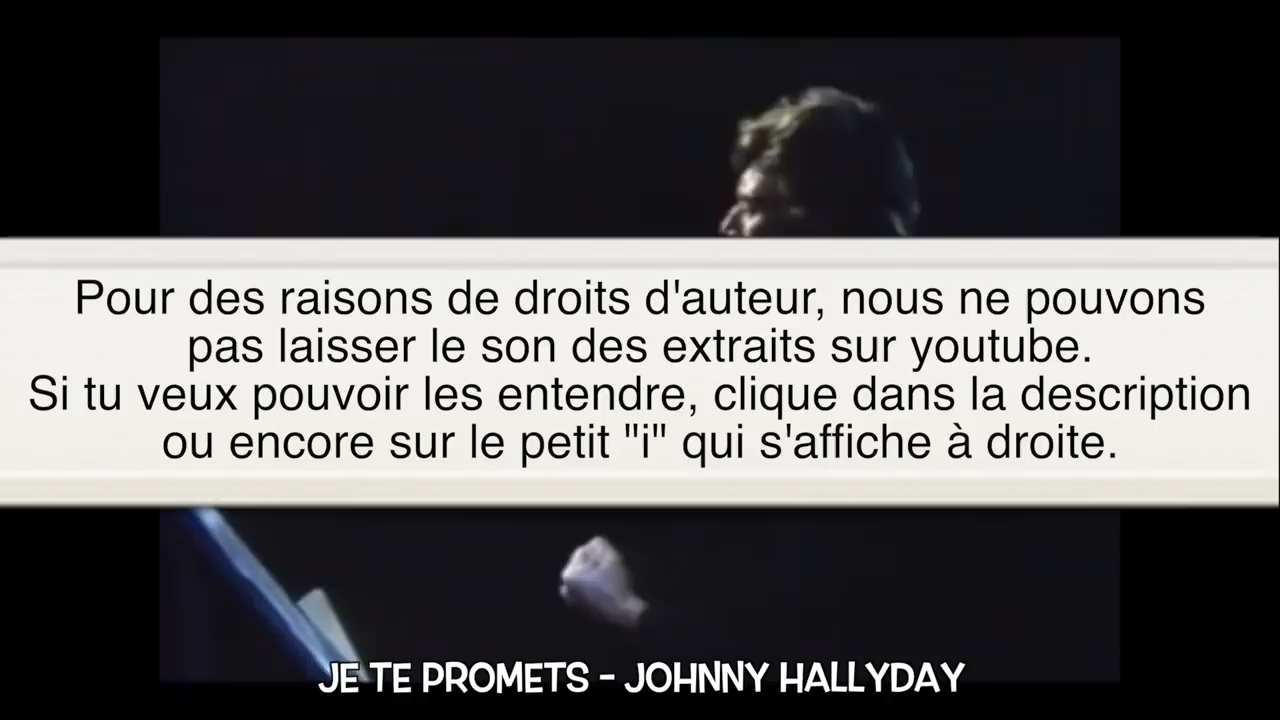 Pour des raisons de droits d'auteur, nous ne pouvons
pas laisser le son des extraits sur youtube.
Si tu veux pouvoir les entendre, clique dans la description
ou encore sur le petit "i" qui s'affiche à droite.
JE TE PROMETS - JOHNNY HALLYDAY